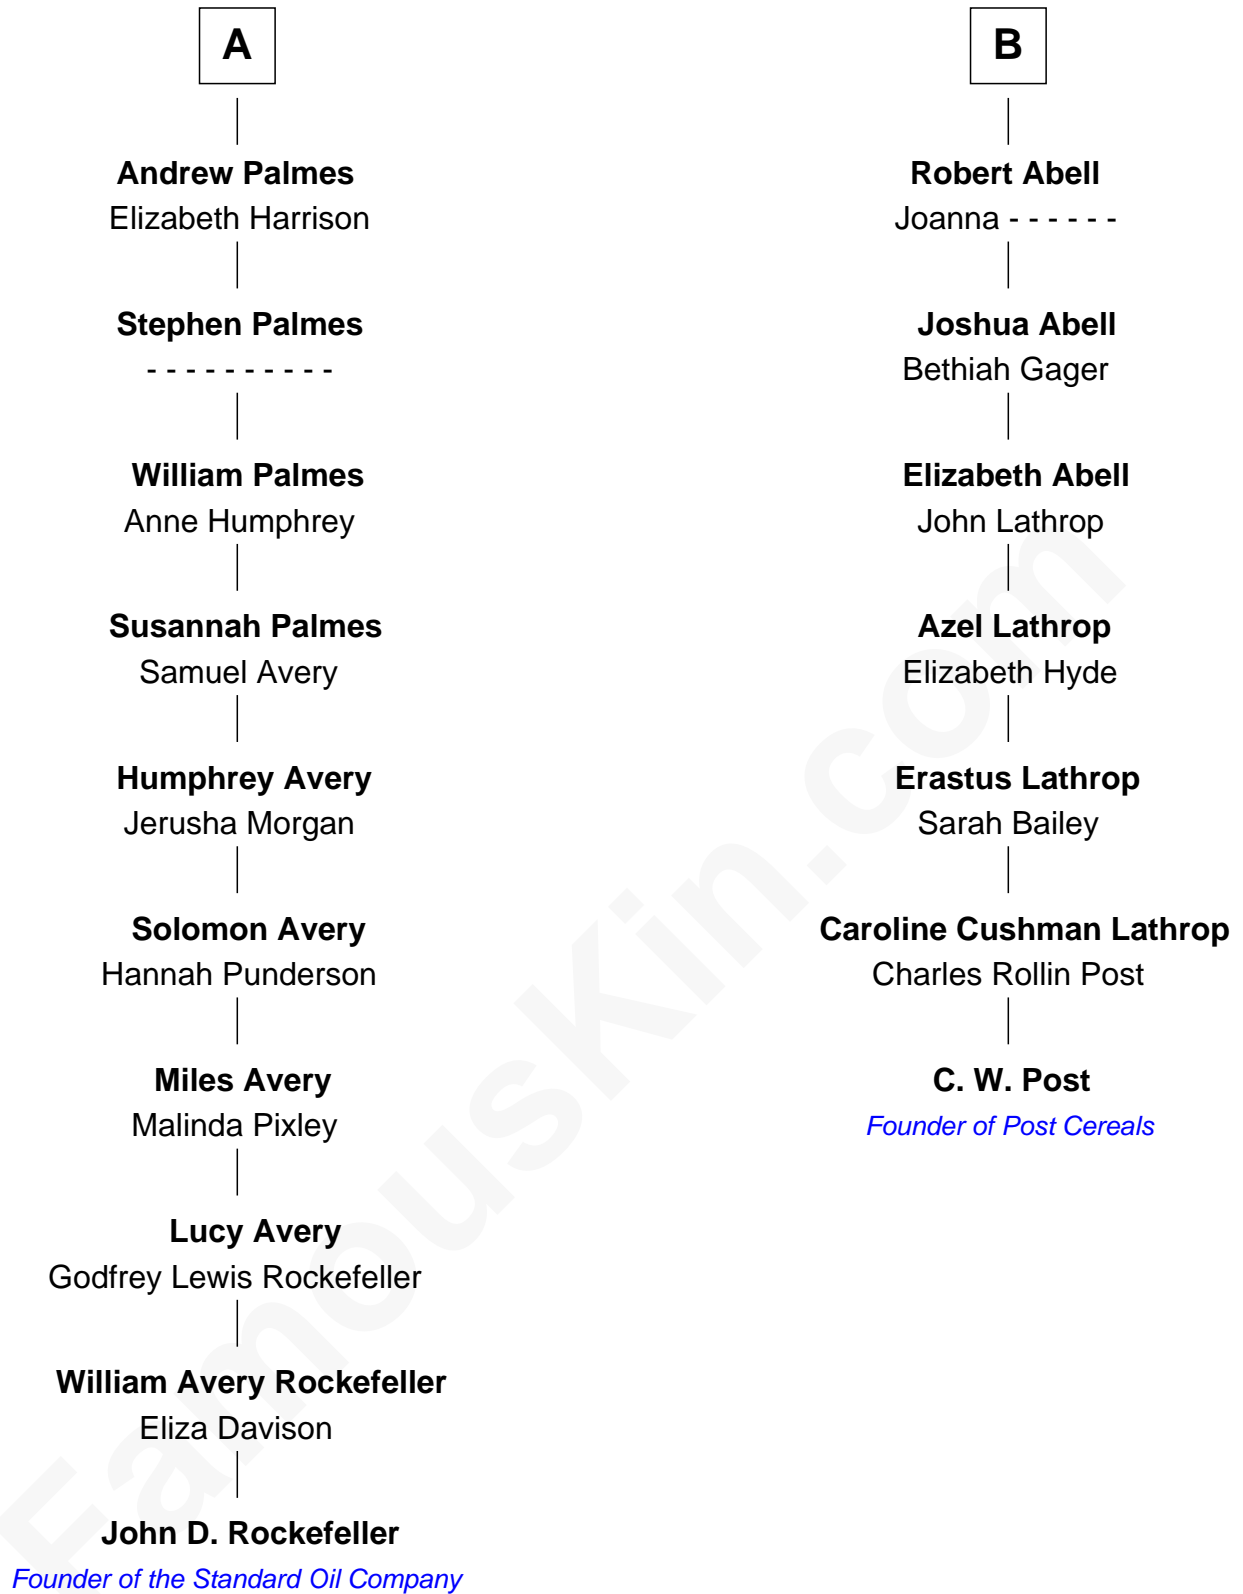 A
Andrew Palmes
Elizabeth Harrison
Stephen Palmes
- - - - - - - - - -
William Palmes
Anne Humphrey
Susannah Palmes
Samuel Avery
Humphrey Avery
Jerusha Morgan
Solomon Avery
Hannah Punderson
Miles Avery
Malinda Pixley
Lucy Avery
Godfrey Lewis Rockefeller
William Avery Rockefeller
Eliza Davison
John D. Rockefeller
Founder of the Standard Oil Company
B
Robert Abell
Joanna - - - - - -
Joshua Abell
Bethiah Gager
Elizabeth Abell
John Lathrop
Azel Lathrop
Elizabeth Hyde
Erastus Lathrop
Sarah Bailey
Caroline Cushman Lathrop
Charles Rollin Post
C. W. Post
Founder of Post Cereals
FamousKin.com